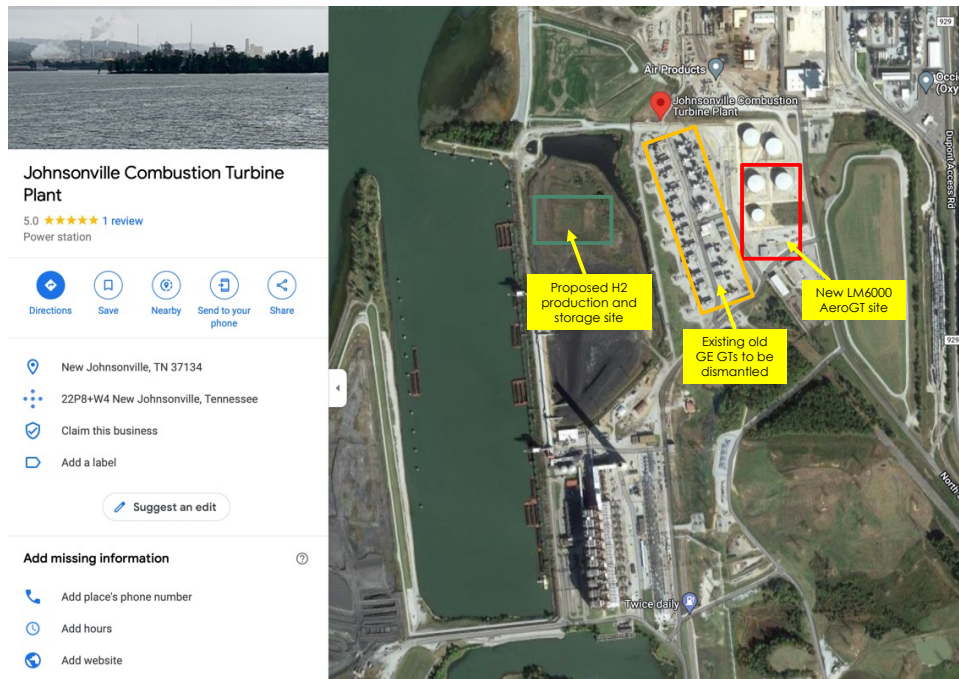 Johnsonville Combustion Turbine
Plant
5.0 ★★★★★ 1 review
Power station
Directions
Save
Nearby
Send to your
phone
Share
New Johnsonville, TN 37134
22P8+W4 New Johnsonville, Tennessee
Claim this business
Add a label
Suggest an edit
Add missing information
Add place's phone number
Add hours
Add website
929
Air Products
Johnsonville Combustion
Turbine Plant
Occi
(Oxy
Dupont Access Rd
Proposed H2
production and
storage site
New LM6000
AeroGT site
Existing old
GE GTs to be
dismantled
929
North
Twice daily